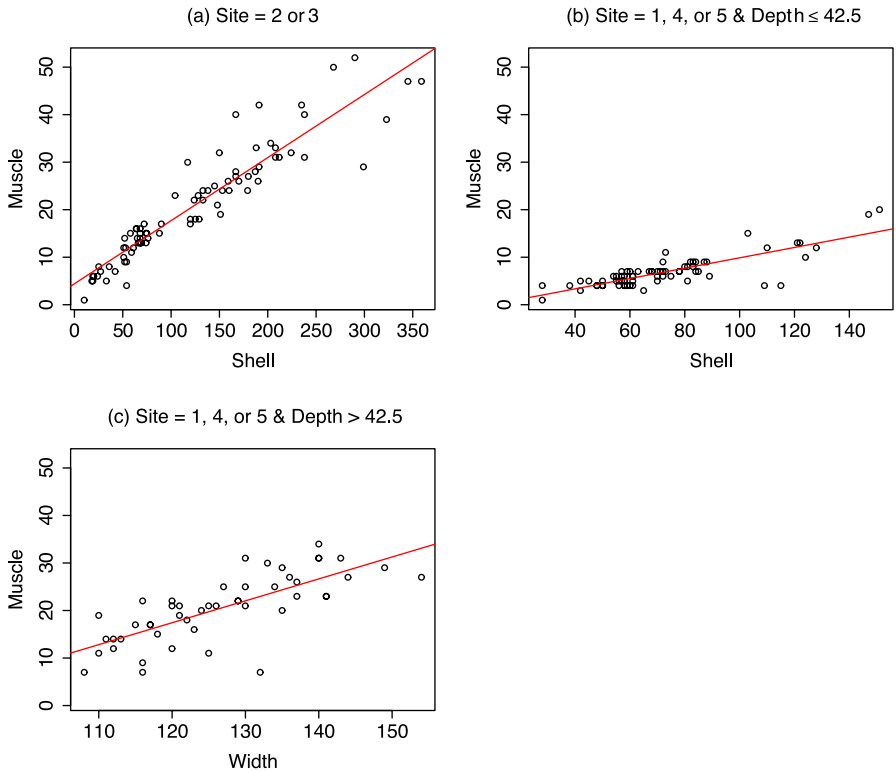 (a) Site = 2 or 3
Muscle
50
40
30
20
10
0
0 50 100 150 200 250 300 350
Shell
(b) Site = 1, 4, or 5 & Depth ≤ 42.5
Muscle
50
40
30
20
10
0
40 60 80 100 120 140
Shell
(c) Site = 1, 4, or 5 & Depth > 42.5
Muscle
50
40
30
20
10
0
110 120 130 140 150
Width